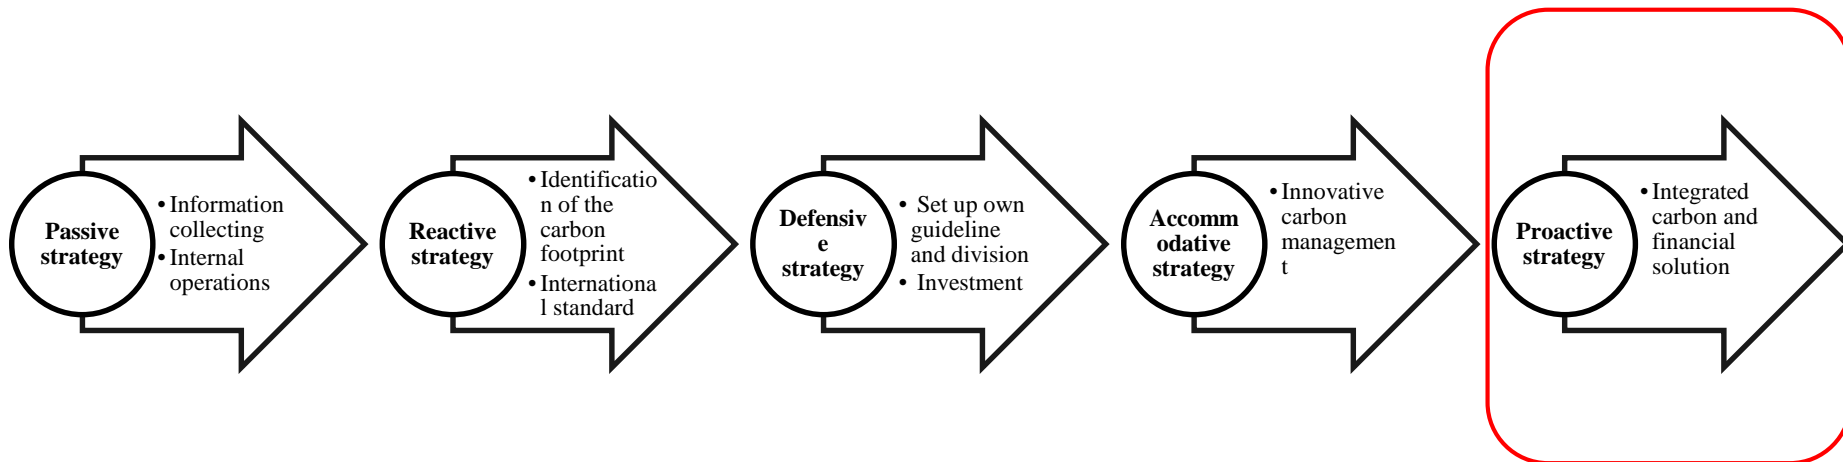 Passive
strategy
• Information
collecting
• Internal
operations
Reactive
strategy
• Identificatio
n of the
carbon
footprint
• Internationa
l standard
Defensiv
e
strategy
• Set up own
guideline
and division
• Investment
Accomm
odative
strategy
• Innovative
carbon
managemen
t
Proactive
strategy
• Integrated
carbon and
financial
solution